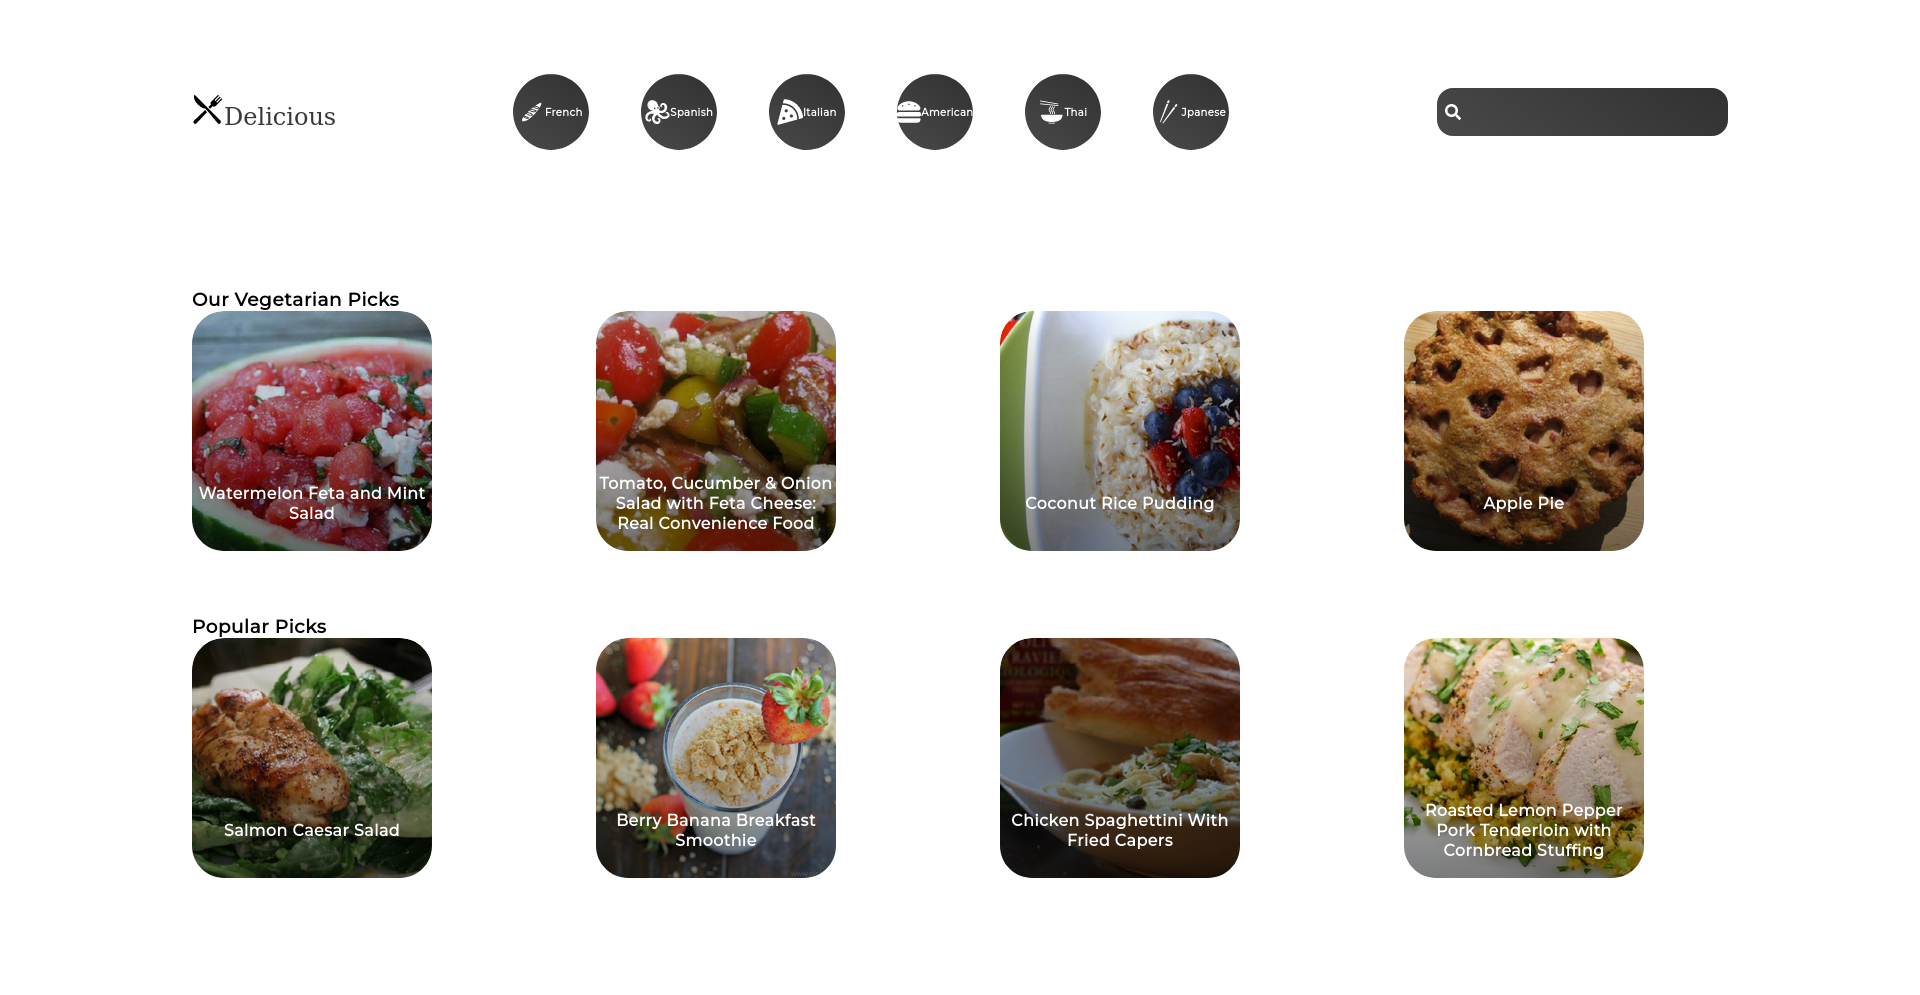 Delicious
French
Spanish
Italian
American
Thai
Jpanese
Our Vegetarian Picks
Watermelon Feta and Mint
Salad
Tomato, Cucumber & Onion
Salad with Feta Cheese:
Real Convenience Food
Coconut Rice Pudding
Apple Pie
Popular Picks
Salmon Caesar Salad
Berry Banana Breakfast
Smoothie
Chicken Spaghettini With
Fried Capers
Roasted Lemon Pepper
Pork Tenderloin with
Cornbread Stuffing